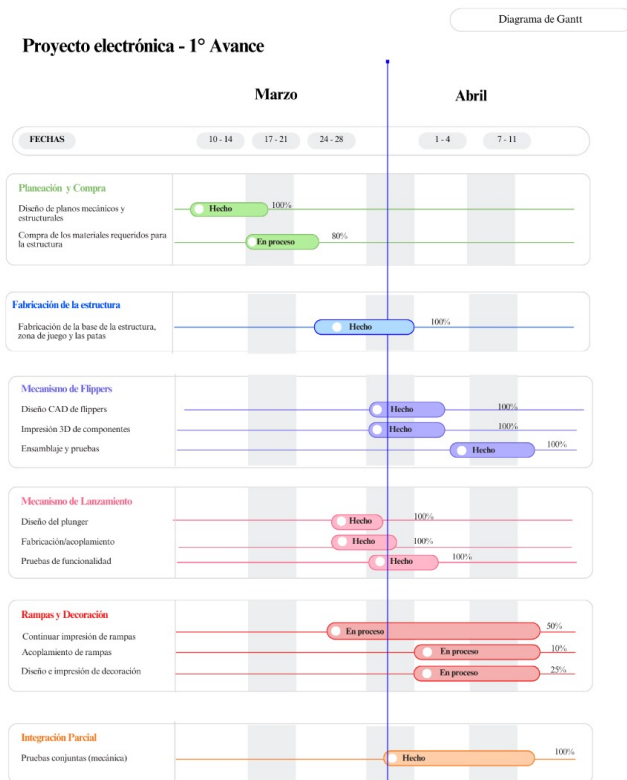 Diagrama de Gantt
Proyecto electrónica - 1° Avance
Marzo
Abril
FECHAS
10 - 14
17 - 21
24 - 28
1 - 4
7 - 11
Planeación y Compra
Diseño de planos mecánicos y
estructurales
Hecho
100%
Compra de los materiales requeridos para
la estructura
En proceso
80%
Fabricación de la estructura
Fabricación de la base de la estructura,
zona de juego y las patas
Hecho
100%
Mecanismo de Flippers
Diseño CAD de flippers
Hecho
100%
Impresión 3D de componentes
Hecho
100%
Ensamblaje y pruebas
Hecho
100%
Mecanismo de Lanzamiento
Diseño del plunger
Hecho
100%
Fabricación/acoplamiento
Hecho
100%
Pruebas de funcionalidad
Hecho
100%
Rampas y Decoración
Continuar impresión de rampas
En proceso
50%
Acoplamiento de rampas
En proceso
10%
Diseño e impresión de decoración
En proceso
25%
Integración Parcial
Pruebas conjuntas (mecánica)
Hecho
100%